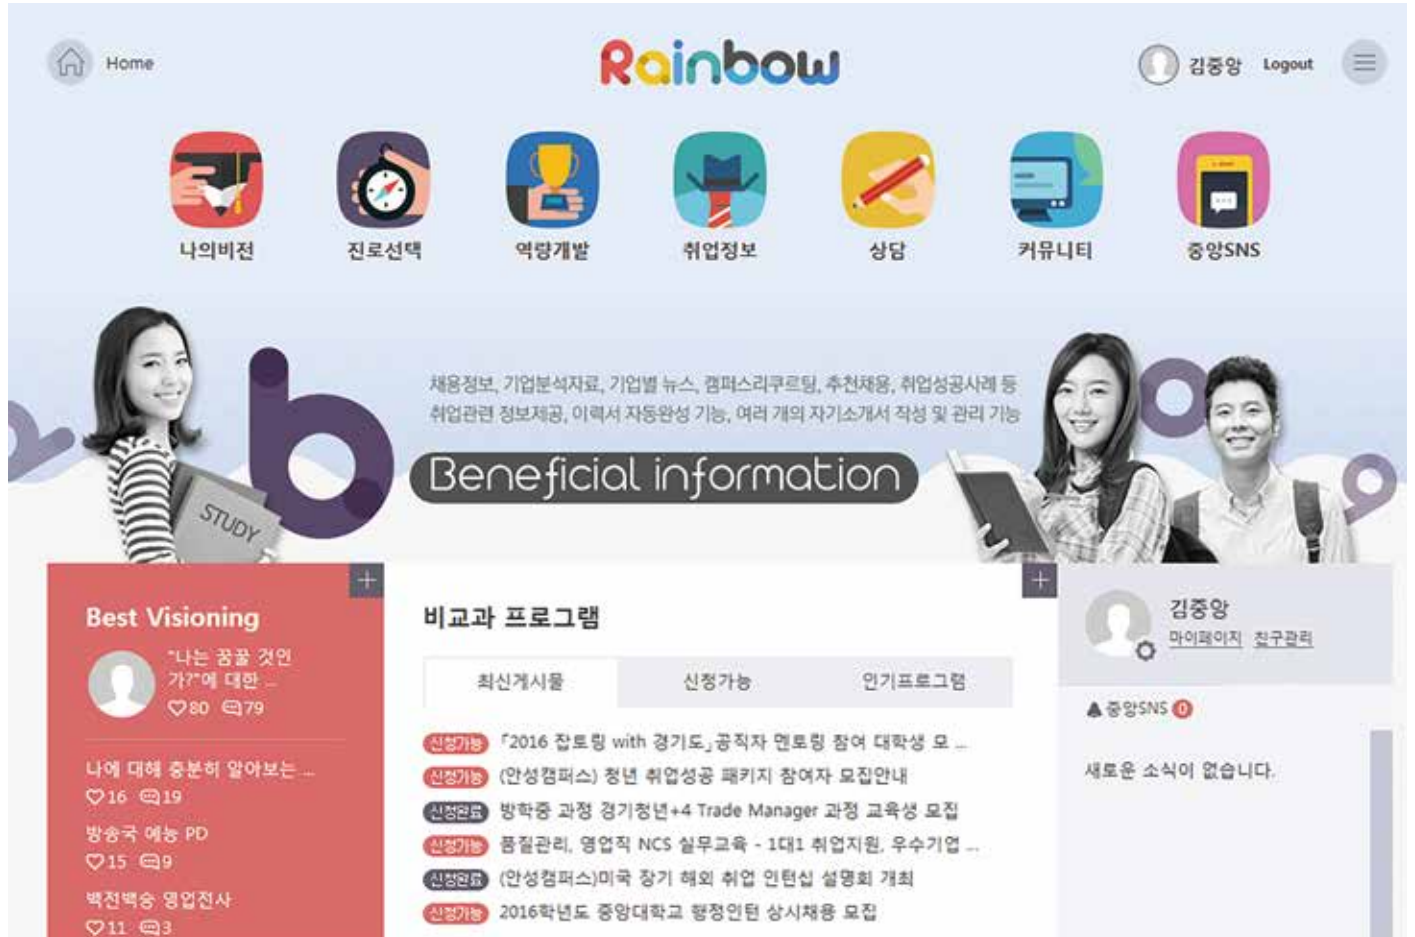 Home
Rainbow
김중앙 Logout
나의비전
진로선택
역량개발
취업정보
상담
커뮤니티
중앙SNS
채용정보, 기업분석자료, 기업별 뉴스, 캠퍼스리쿠르팅, 추천채용, 취업성공사례 등
취업관련 정보제공, 이력서 자동완성 기능, 여러 개의 자기소개서 작성 및 관리 기능
Beneficial information
STUDY
Best Visioning
"나는 꿈꿀 것인
가?"에 대한 ...
80 79
나에 대해 충분히 알아보는 ...
16 19
방송국 예능 PD
15 9
백전백승 영업전사
11 3
비교과 프로그램
최신게시물 신청가능 인기프로그램
신청가능 「2016 잡토링 with 경기도」공직자 멘토링 참여 대학생 모 ...
신청가능 (안성캠퍼스) 청년 취업성공 패키지 참여자 모집안내
신청완료 방학중 과정 경기청년+4 Trade Manager 과정 교육생 모집
신청가능 품질관리, 영업직 NCS 실무교육 - 1대1 취업지원, 우수기업 ...
신청완료 (안성캠퍼스)미국 장기 해외 취업 인턴십 설명회 개최
신청가능 2016학년도 중앙대학교 행정인턴 상시채용 모집
김중앙
마이페이지 친구관리
중앙SNS 0
새로운 소식이 없습니다.